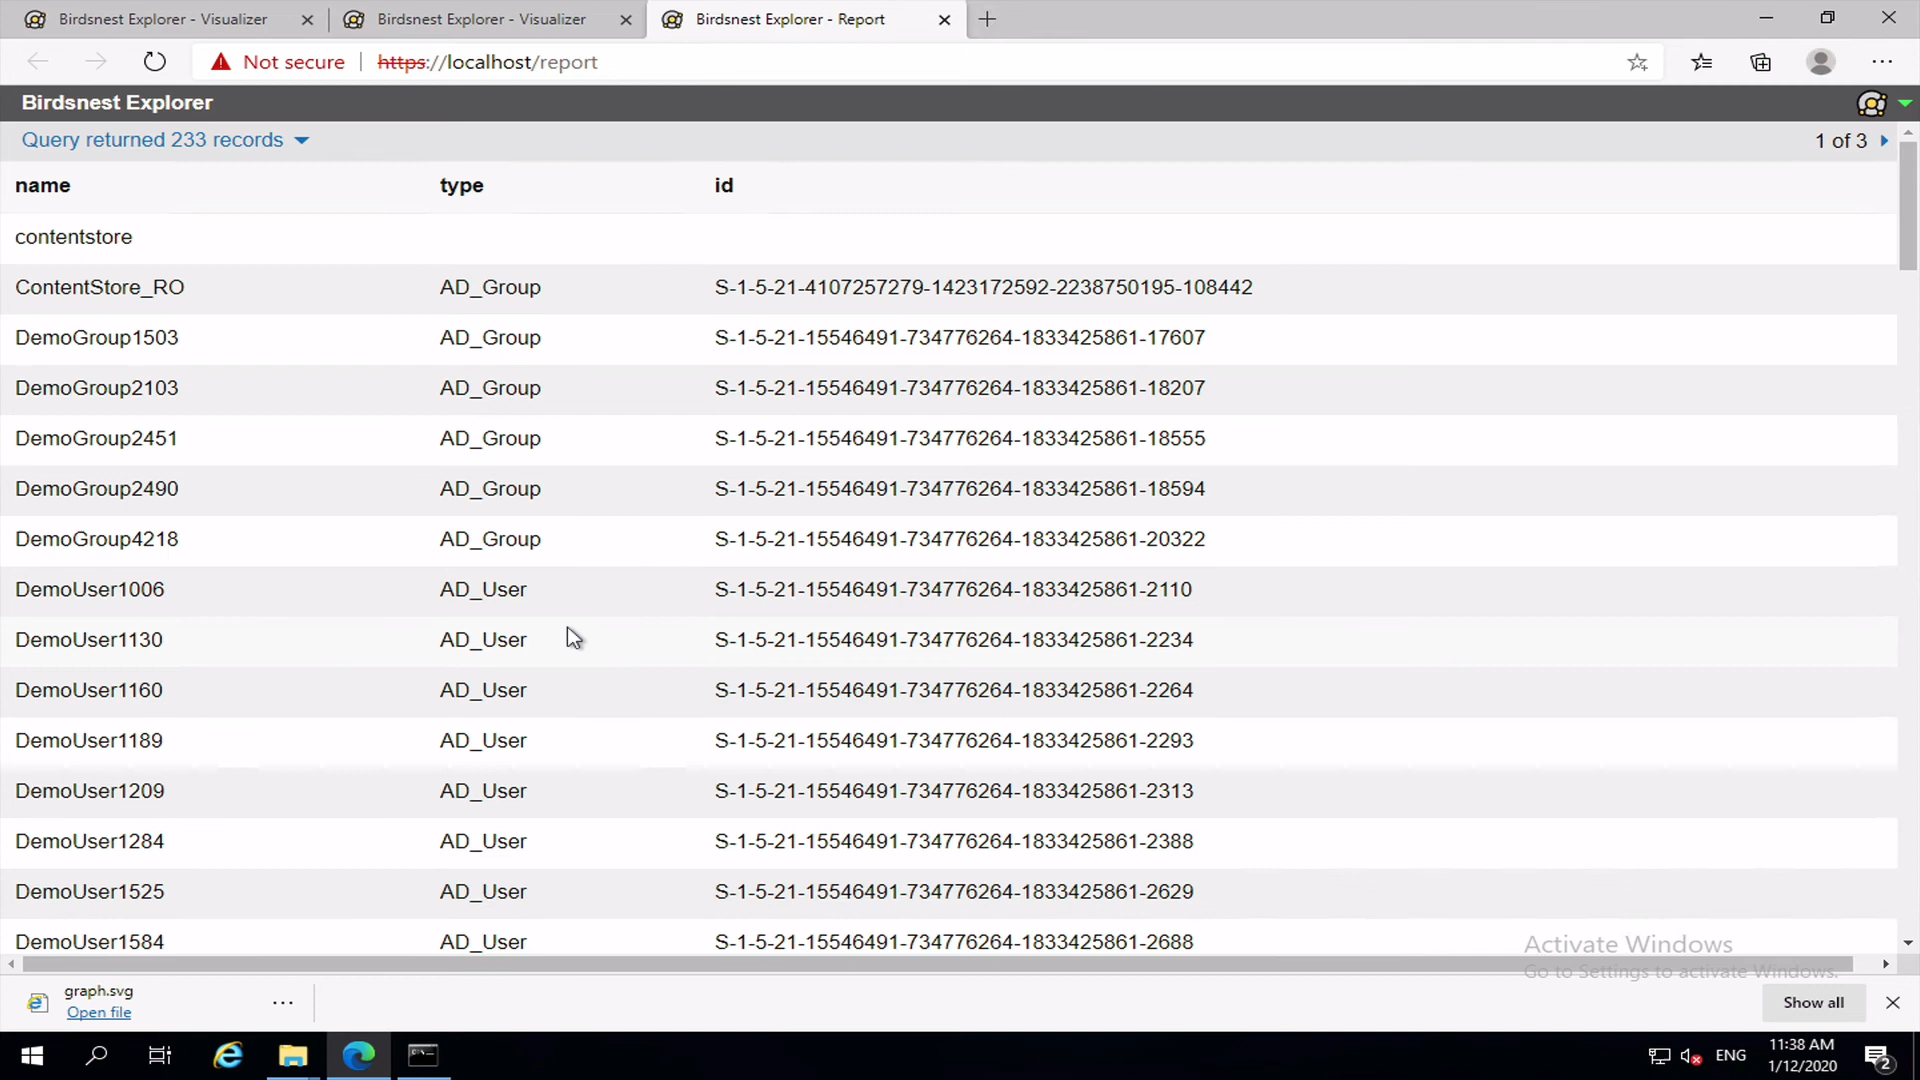 Birdsnest Explorer - Visualizer
Birdsnest Explorer - Visualizer
Birdsnest Explorer - Report
Not secure
https://localhost/report
Birdsnest Explorer
Query returned 233 records
1 of 3
name type id
contentstore
ContentStore_RO AD_Group S-1-5-21-4107257279-1423172592-2238750195-108442
DemoGroup1503 AD_Group S-1-5-21-15546491-734776264-1833425861-17607
DemoGroup2103 AD_Group S-1-5-21-15546491-734776264-1833425861-18207
DemoGroup2451 AD_Group S-1-5-21-15546491-734776264-1833425861-18555
DemoGroup2490 AD_Group S-1-5-21-15546491-734776264-1833425861-18594
DemoGroup4218 AD_Group S-1-5-21-15546491-734776264-1833425861-20322
DemoUser1006 AD_User S-1-5-21-15546491-734776264-1833425861-2110
DemoUser1130 AD_User S-1-5-21-15546491-734776264-1833425861-2234
DemoUser1160 AD_User S-1-5-21-15546491-734776264-1833425861-2264
DemoUser1189 AD_User S-1-5-21-15546491-734776264-1833425861-2293
DemoUser1209 AD_User S-1-5-21-15546491-734776264-1833425861-2313
DemoUser1284 AD_User S-1-5-21-15546491-734776264-1833425861-2388
DemoUser1525 AD_User S-1-5-21-15546491-734776264-1833425861-2629
DemoUser1584 AD_User S-1-5-21-15546491-734776264-1833425861-2688
Activate Windows
Go to Settings to activate Windows.
graph.svg
Open file
Show all
ENG
11:38 AM
1/12/2020
2